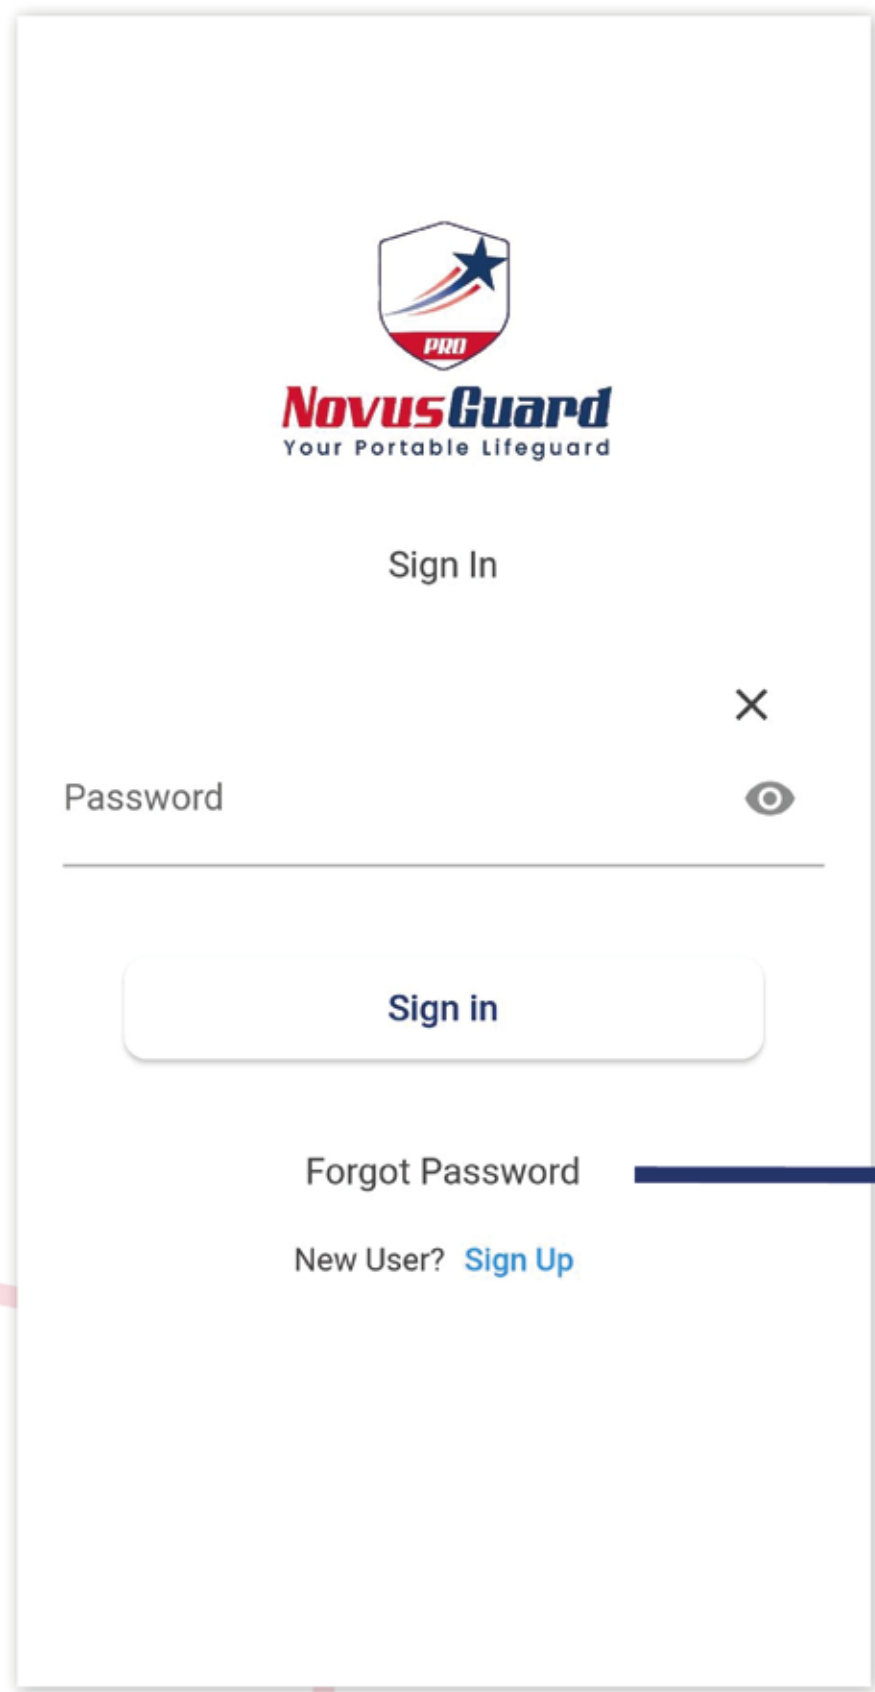 PRO
NovusGuard
Your Portable Lifeguard
Sign In
Password
Sign in
Forgot Password
New User? Sign Up